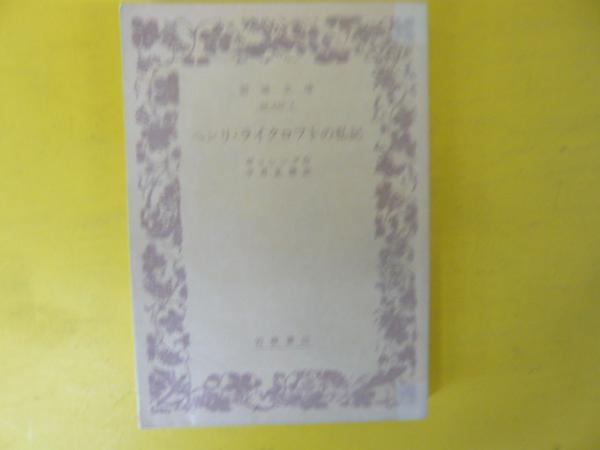 岩波文庫
ヘンリ・ライクロフトの私記
ギッシング作
平井正穂訳
岩波書店